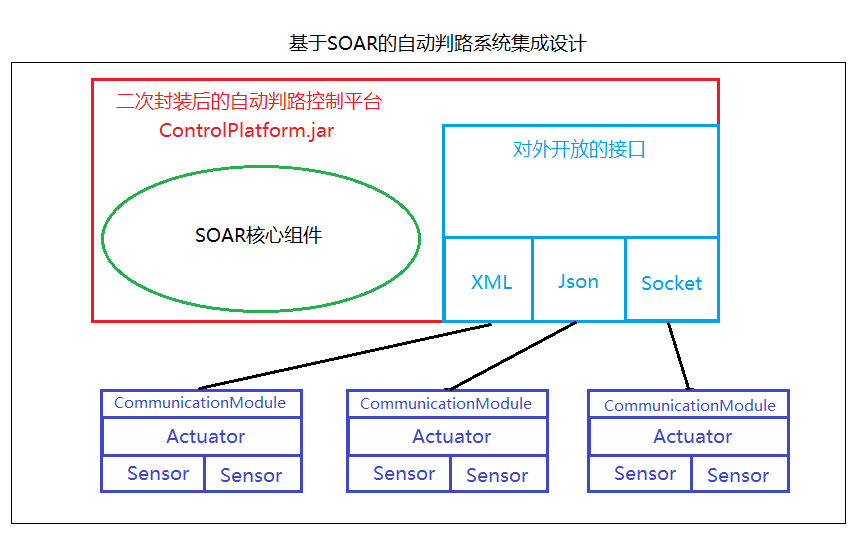 基于SOAR的自动判路系统集成设计
二次封装后的自动判路控制平台
ControlPlatform.jar
对外开放的接口
SOAR核心组件
XML
Json
Socket
CommunicationModule
Actuator
Sensor
Sensor
CommunicationModule
Actuator
Sensor
Sensor
CommunicationModule
Actuator
Sensor
Sensor